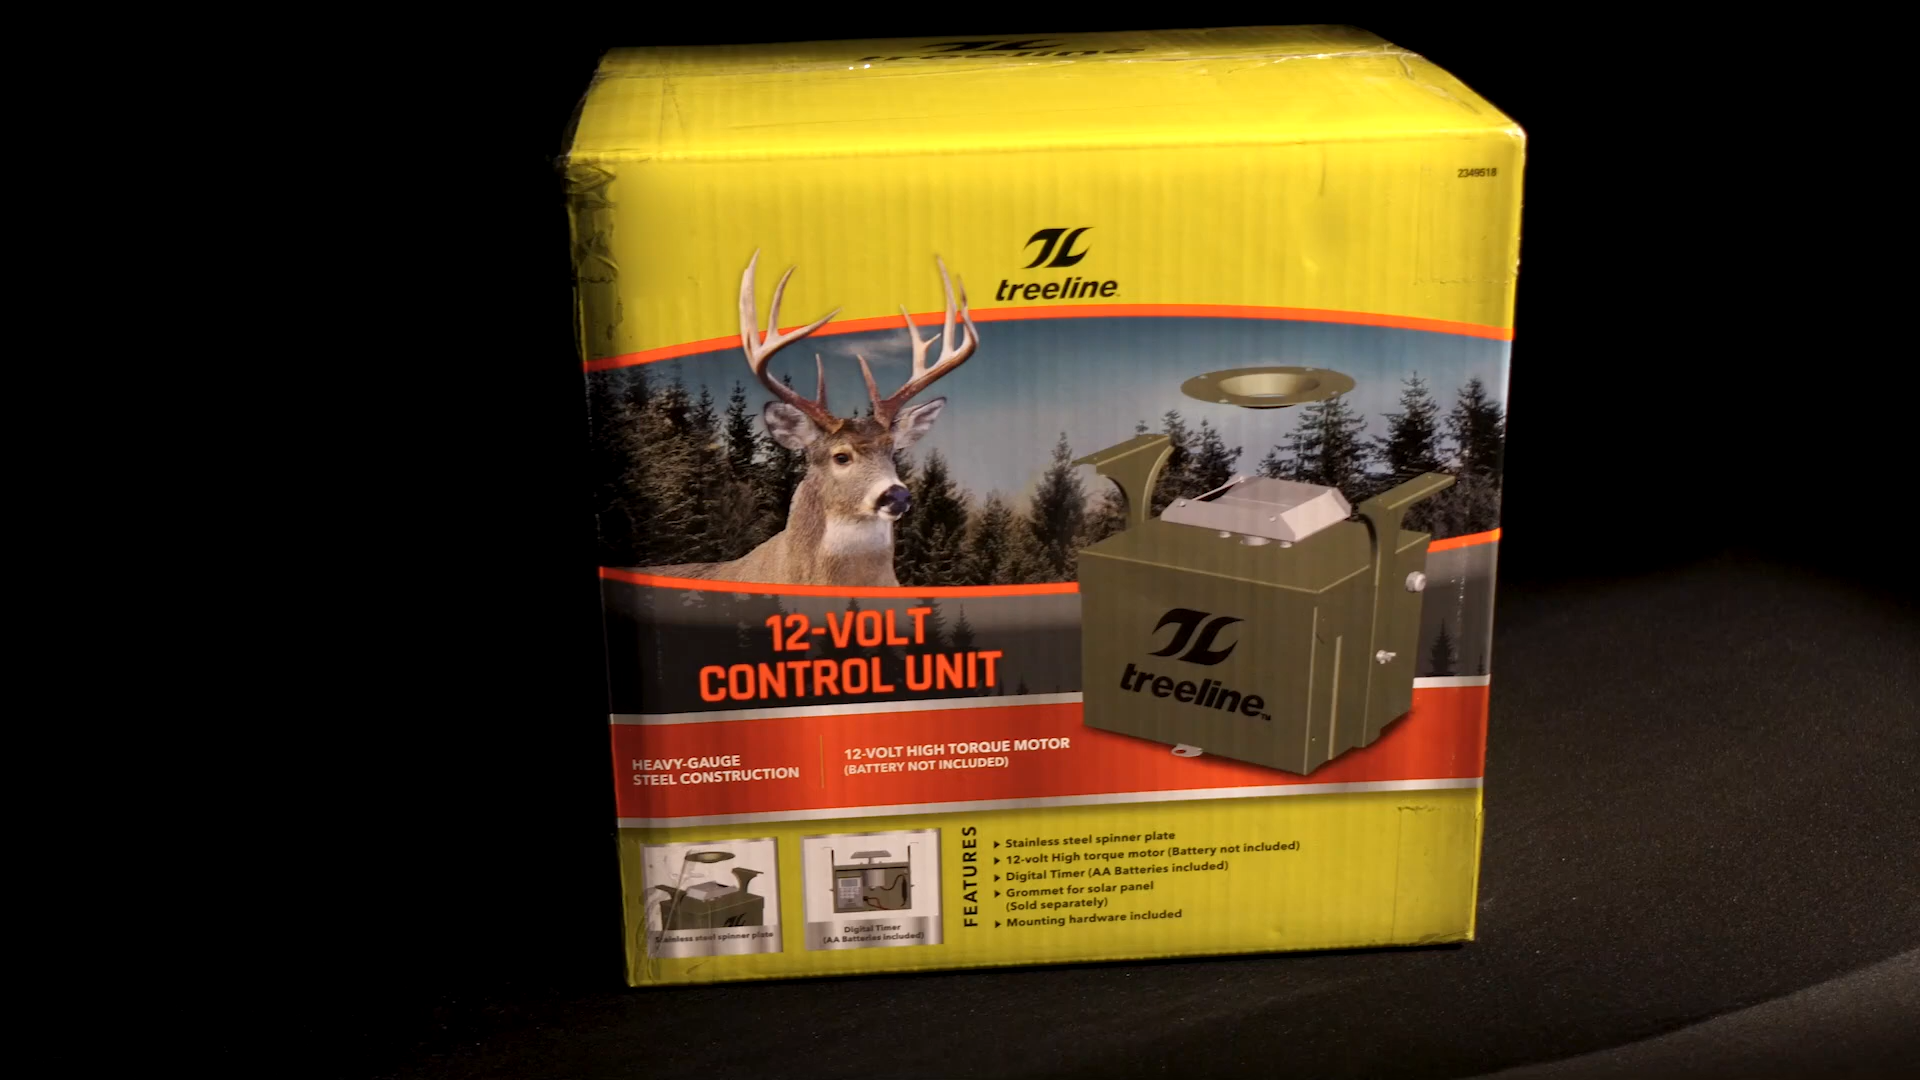 treeline
2349518
treeline
12-VOLT
CONTROL UNIT
treeline™
HEAVY-GAUGE
STEEL CONSTRUCTION
12-VOLT HIGH TORQUE MOTOR
(BATTERY NOT INCLUDED)
Stainless steel spinner plate
Digital Timer
(AA Batteries included)
FEATURES
Stainless steel spinner plate
12-volt High torque motor (Battery not included)
Digital Timer (AA Batteries included)
Grommet for solar panel
(Sold separately)
Mounting hardware included